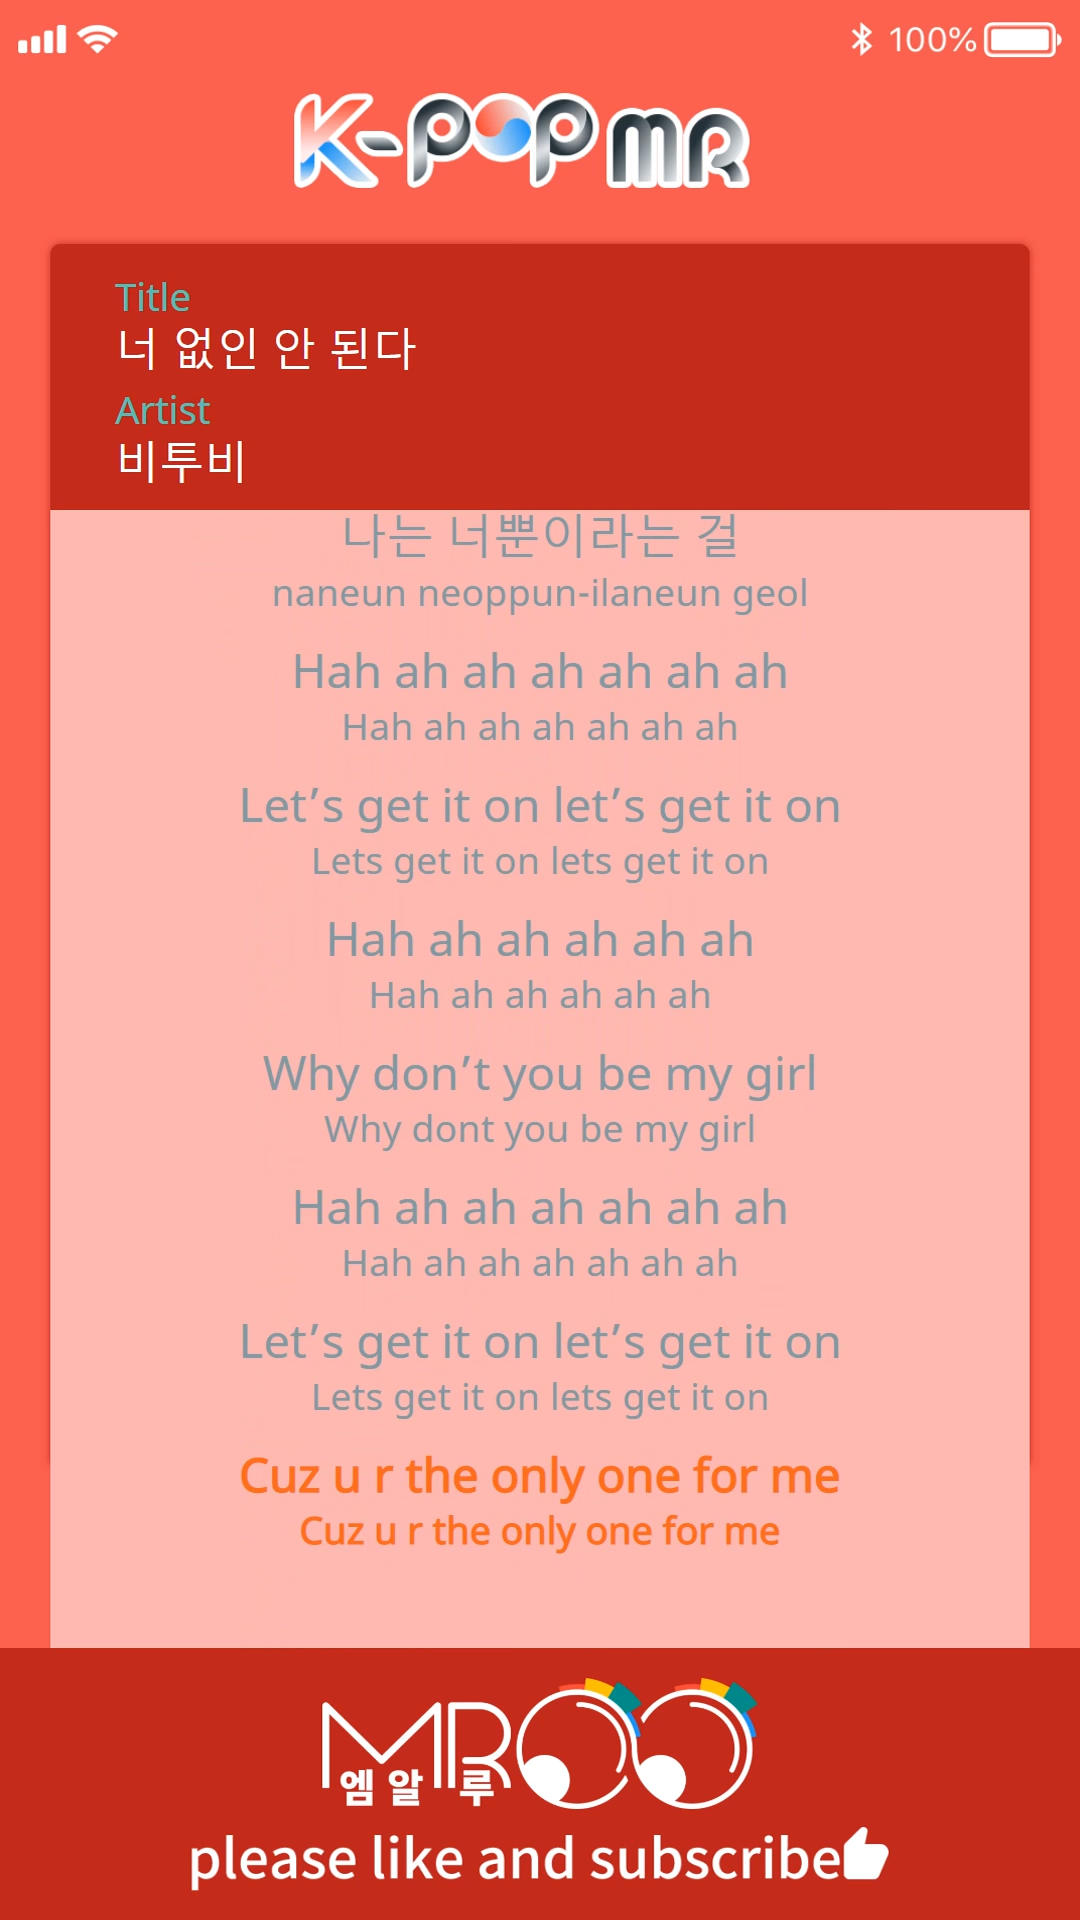 100%
K-POP MR
Title
너 없인 안 된다
Artist
비투비
나는 너뿐이라는 걸
naneun neoppun-ilaneun geol
Hah ah ah ah ah ah ah
Hah ah ah ah ah ah ah
Let’s get it on let’s get it on
Lets get it on lets get it on
Hah ah ah ah ah ah
Hah ah ah ah ah ah
Why don’t you be my girl
Why dont you be my girl
Hah ah ah ah ah ah ah
Hah ah ah ah ah ah ah
Let’s get it on let’s get it on
Lets get it on lets get it on
Cuz u r the only one for me
Cuz u r the only one for me
MROO
엠알루
please like and subscribe